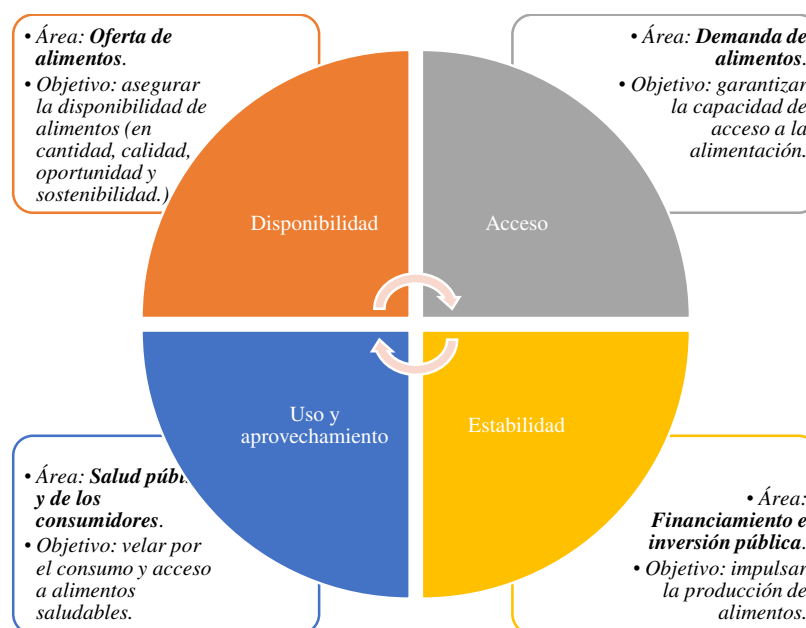 • Área: Oferta de
alimentos.
• Objetivo: asegurar
la disponibilidad de
alimentos (en
cantidad, calidad,
oportunidad y
sostenibilidad.)
• Área: Demanda de
alimentos.
• Objetivo: garantizar
la capacidad de
acceso a la
alimentación.
Disponibilidad
Acceso
Uso y
aprovechamiento
Estabilidad
• Área: Salud públi
y de los
consumidores.
• Objetivo: velar por
el consumo y acceso
a alimentos
saludables.
• Área:
Financiamiento e
inversión pública.
• Objetivo: impulsar
la producción de
alimentos.